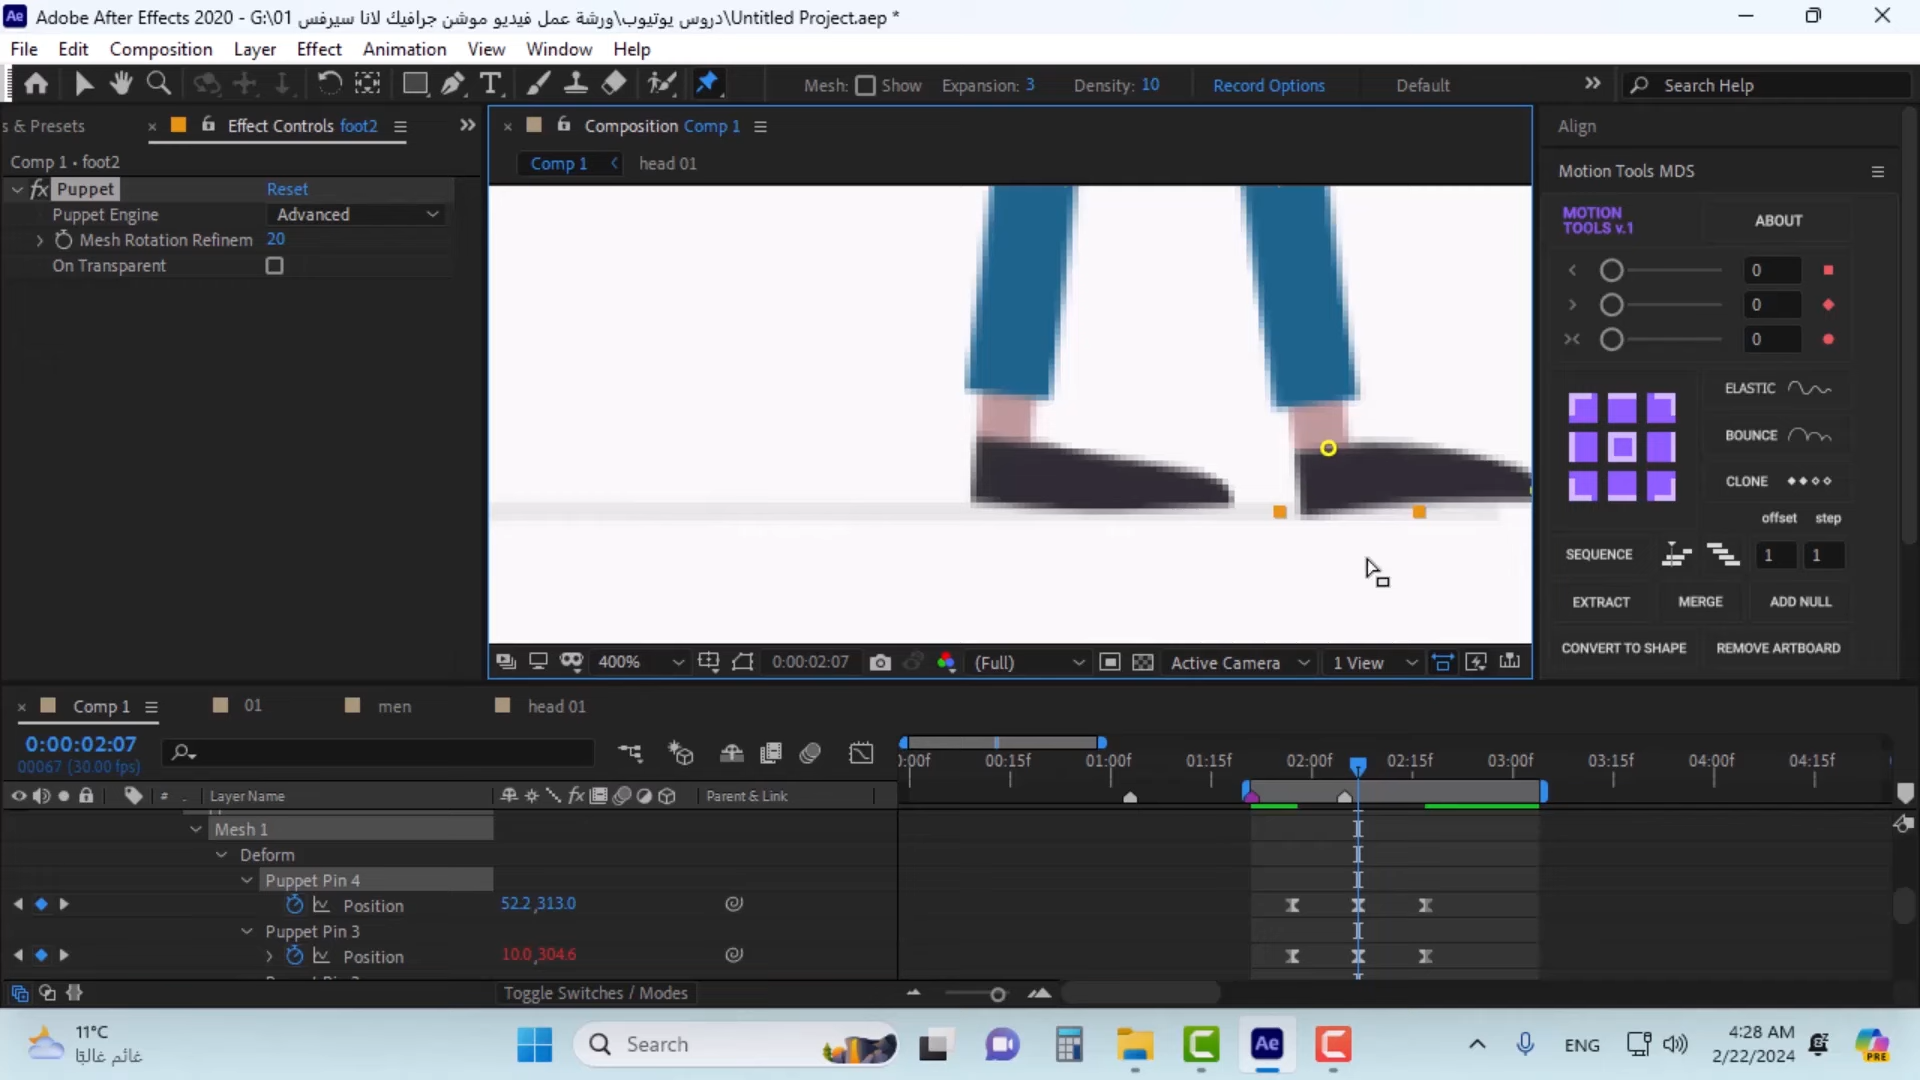 Adobe After Effects 2020 - G:\01 دروس يوتيوب\ورشة عمل فيديو موشن جرافيك لانا سيرفس\Untitled Project.aep *
File Edit Composition Layer Effect Animation View Window Help
Mesh: Show Expansion: 3 Density: 10 Record Options Default Search Help
s & Presets Effect Controls foot2
Composition Comp 1
Align
Comp 1 • foot2
Comp 1 head 01
Motion Tools MDS
fx Puppet Reset
Puppet Engine Advanced
Mesh Rotation Refinem 20
On Transparent
MOTION TOOLS v.1 ABOUT
0
0
0
ELASTIC
BOUNCE
CLONE
offset step
SEQUENCE 1 1
EXTRACT MERGE ADD NULL
CONVERT TO SHAPE REMOVE ARTBOARD
400% 0:00:02:07 (Full) Active Camera 1 View
Comp 1 01 men head 01
0:00:02:07
00067 (30.00 fps)
0:00f 00:15f 01:00f 01:15f 02:00f 02:15f 03:00f 03:15f 04:00f 04:15f
# . Layer Name fx Parent & Link
Mesh 1
Deform
Puppet Pin 4
Position 52.2,313.0
Puppet Pin 3
Position 10.0,304.6
Toggle Switches / Modes
11°C
غائم غالبًا
Search
Ae
ENG
4:28 AM
2/22/2024
PRE